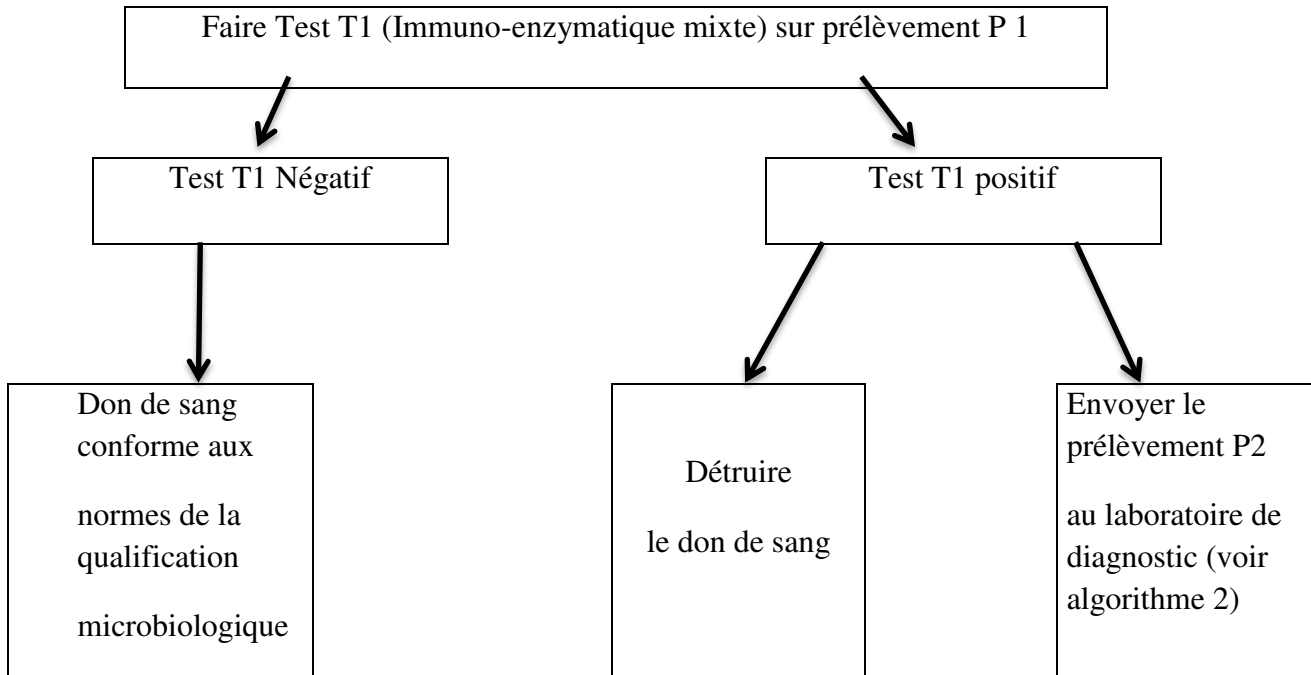 Faire Test T1 (Immuno-enzymatique mixte) sur prélèvement P 1
Test T1 Négatif
Test T1 positif
Don de sang
conforme aux
normes de la
qualification
microbiologique
Détruire
le don de sang
Envoyer le
prélèvement P2
au laboratoire de
diagnostic (voir
algorithme 2)